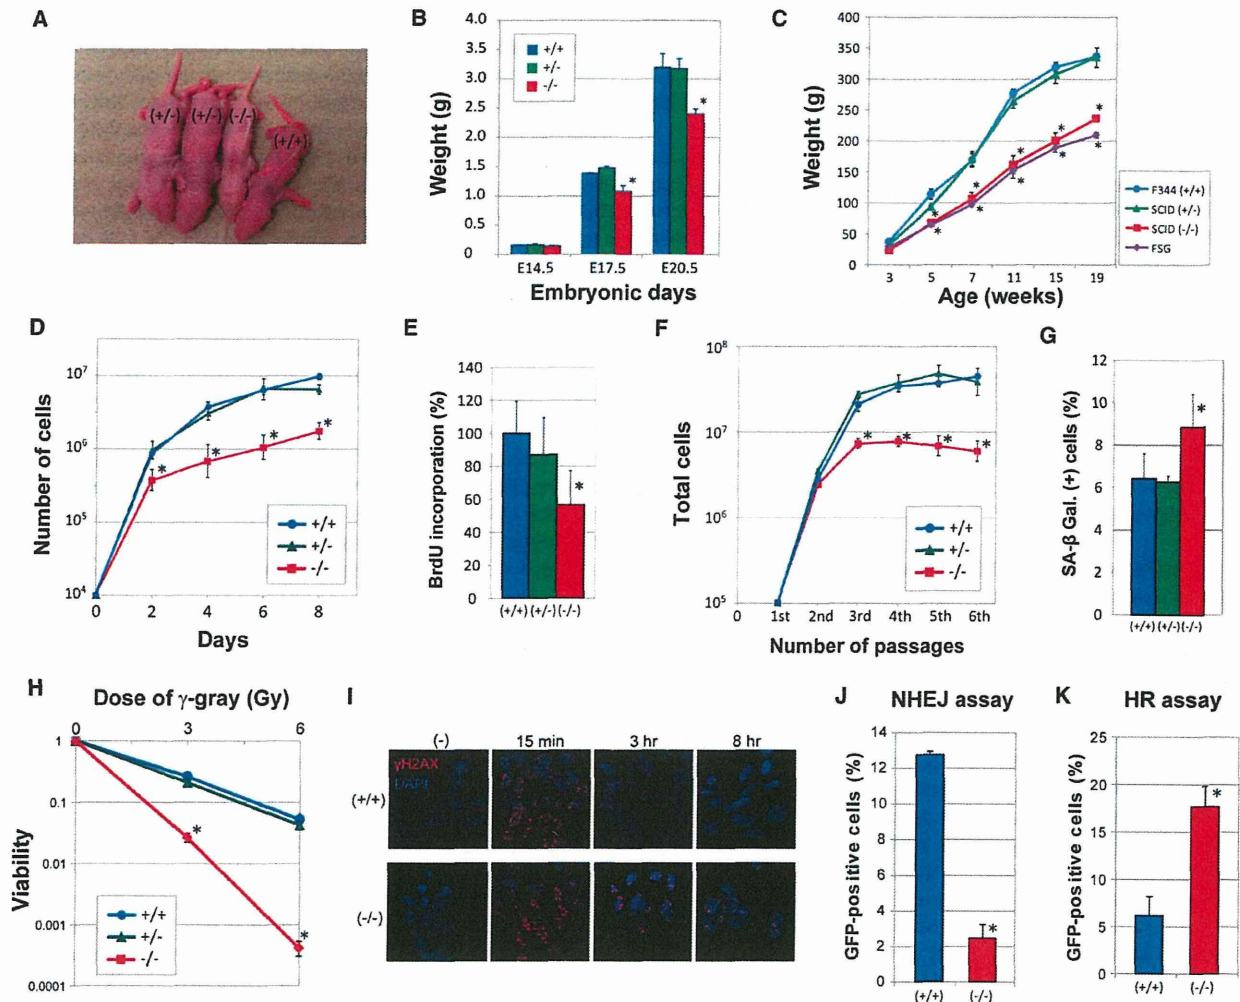 A
(+/-) (+/-) (-/-) (+/+)
B
Weight (g)
4.0
3.5
3.0
2.5
2.0
1.5
1.0
0.5
0
+/+
+/-
-/-
*
*
E14.5 E17.5 E20.5
Embryonic days
C
Weight (g)
400
350
300
250
200
150
100
50
0
* * * * *
* * * * *
3 5 7 11 15 19
Age (weeks)
F344 (+/+)
SCID (+/-)
SCID (-/-)
FSG
D
Number of cells
10⁷
10⁶
10⁵
10⁴
* * * *
+/+
+/-
-/-
0 2 4 6 8
Days
E
BrdU incorporation (%)
140
120
100
80
60
40
20
0
*
(+/+) (+/-) (-/-)
F
Total cells
10⁸
10⁷
10⁶
10⁵
* * * *
+/+
+/-
-/-
0 1st 2nd 3rd 4th 5th 6th
Number of passages
G
SA-β Gal. (+) cells (%)
12
10
8
6
4
2
0
*
(+/+) (+/-) (-/-)
H
Dose of γ-gray (Gy)
0 3 6
Viability
1
0.1
0.01
0.001
0.0001
*
*
+/+
+/-
-/-
I
(-) 15 min 3 hr 8 hr
γH2AX
DAPI
(+/+)
(-/-)
J
NHEJ assay
GFP-positive cells (%)
14
12
10
8
6
4
2
0
*
(+/+) (-/-)
K
HR assay
GFP-positive cells (%)
25
20
15
10
5
0
*
(+/+) (-/-)